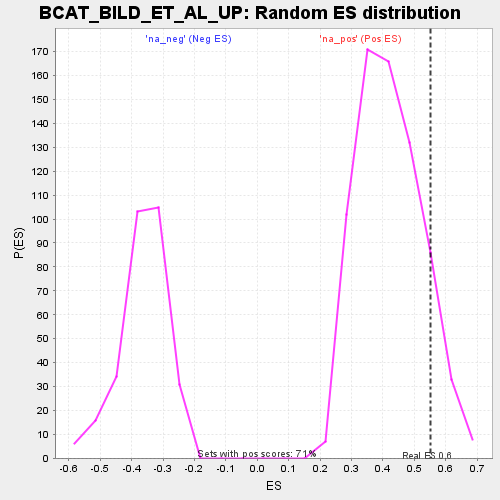 BCAT_BILD_ET_AL_UP: Random ES distribution
'na_neg' (Neg ES)
'na_pos' (Pos ES)
170
160
150
140
130
120
110
100
90
80
70
60
50
40
30
20
10
0
P(ES)
Sets with pos scores: 71%
Real ES 0.6
-0.6 -0.5 -0.4 -0.3 -0.2 -0.1 0.0 0.1 0.2 0.3 0.4 0.5 0.6 0.7
ES